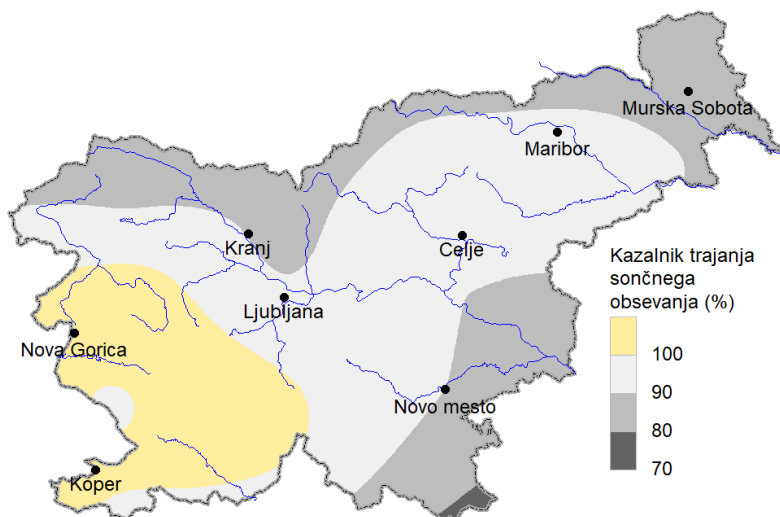 Murska Sobota
Maribor
Kranj
Celje
Ljubljana
Nova Gorica
Novo mesto
Koper
Kazalnik trajanja
sončnega
obsevanja (%)
100
90
80
70